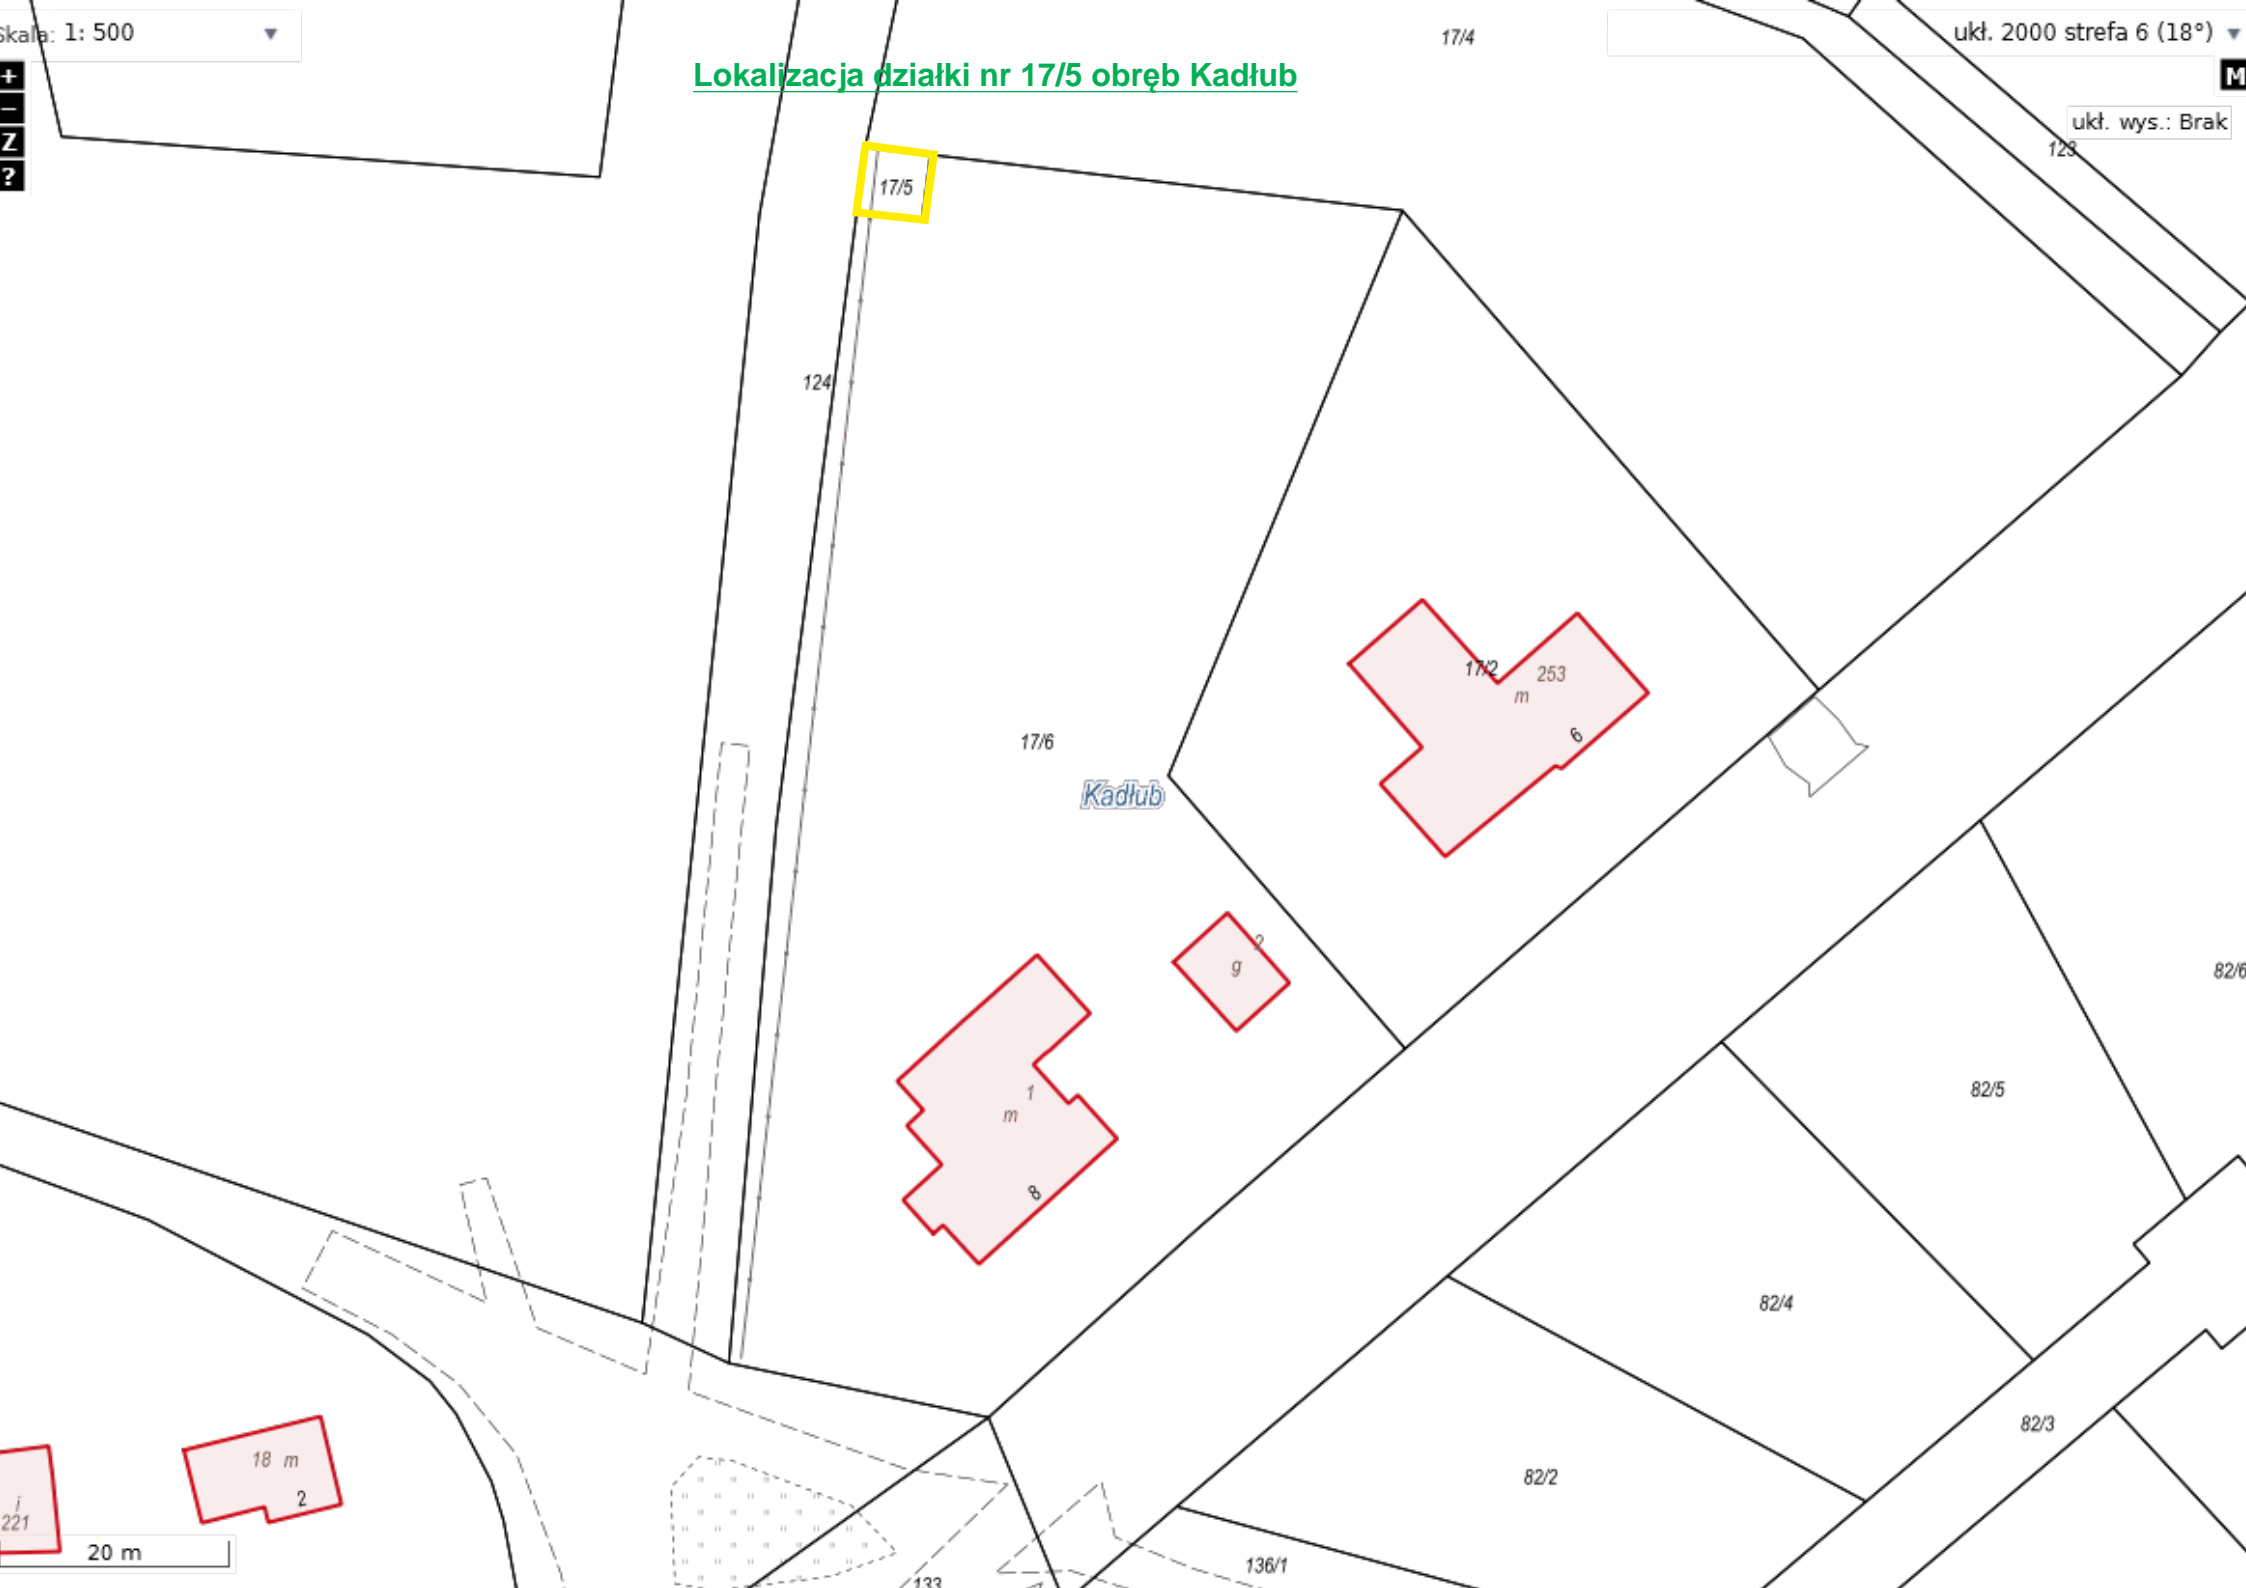 Skala: 1: 500 ▼
17/4
ukł. 2000 strefa 6 (18°) ▼
+
−
Z
?
Lokalizacja działki nr 17/5 obręb Kadłub
M
ukł. wys.: Brak
123
17/5
124
17/2
253
m
6
17/6
Kadłub
2
g
82/6
1
m
82/5
8
82/4
82/3
18 m
2
82/2
i
221
20 m
136/1
133